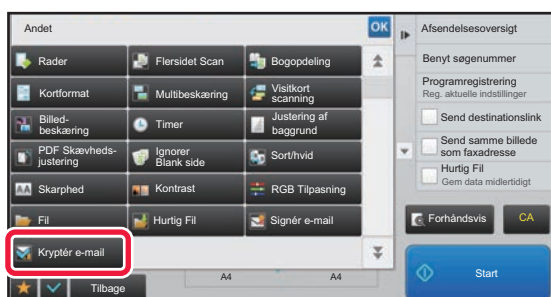 Andet
OK
Rader
Flersidet Scan
Bogopdeling
Kortformat
Multibeskæring
Visitkort
scanning
Billed-
beskæring
Timer
Justering af
baggrund
PDF Skævheds-
justering
Ignorer
Blank side
Sort/hvid
AA
Skarphed
Kontrast
RGB Tilpasning
Fil
Hurtig Fil
Signér e-mail
Kryptér e-mail
Tilbage
A4
A4
Afsendelsesoversigt
Benyt søgenummer
Programregistrering
Reg. aktuelle indstillinger
Send destinationslink
Send samme billede
som faxadresse
Hurtig Fil
Gem data midlertidigt
Forhåndsvis
CA
Start